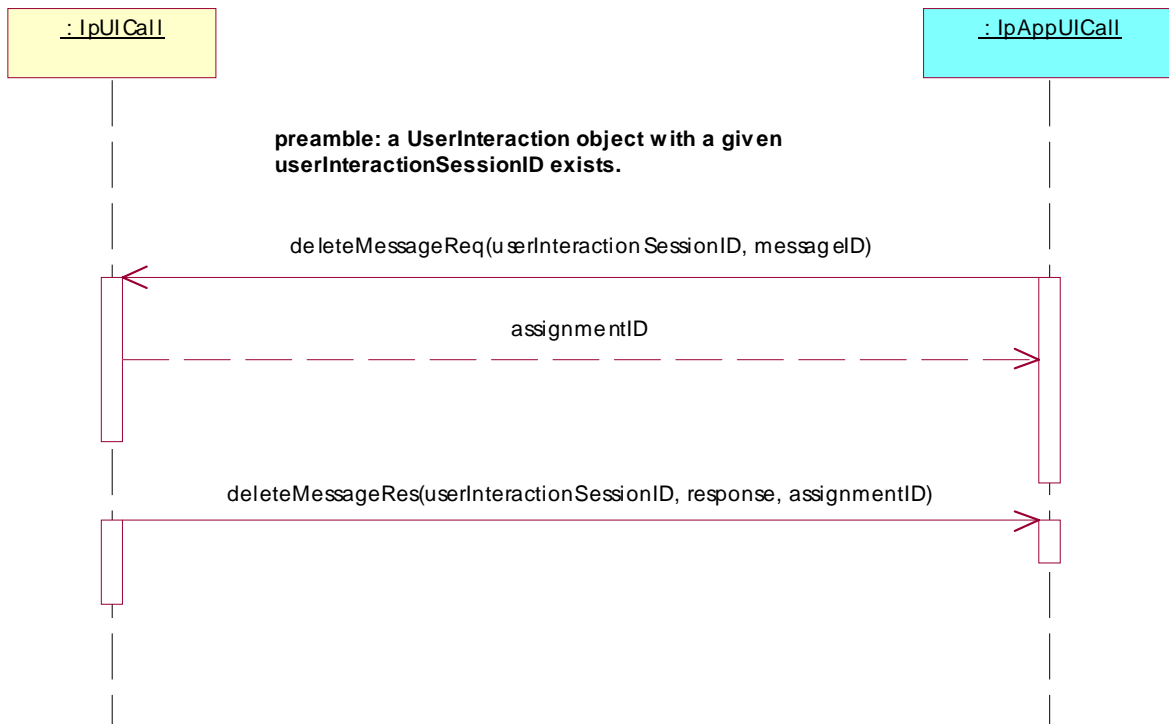 : IpUICall
: IpAppUICall
preamble: a UserInteraction object with a given
userInteractionSessionID exists.
deleteMessageReq(userInteractionSessionID, messageID)
assignmentID
deleteMessageRes(userInteractionSessionID, response, assignmentID)